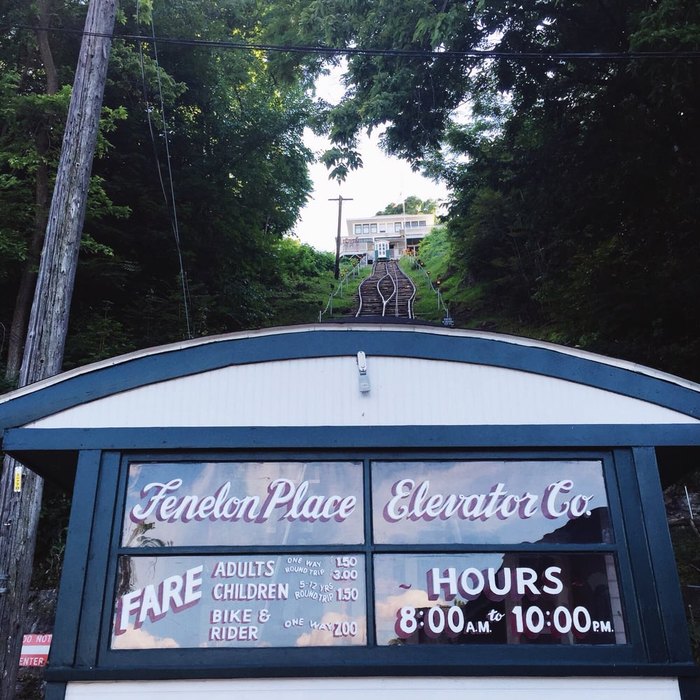 Fenelon Place Elevator Co.
FARE
ADULTS ONE WAY 1.50
ROUND TRIP 3.00
CHILDREN 5-12 YRS ROUND TRIP 1.50
BIKE & RIDER ONE WAY 2.00
~ HOURS
8:00 A.M. to 10:00 P.M.
DO NOT
ENTER